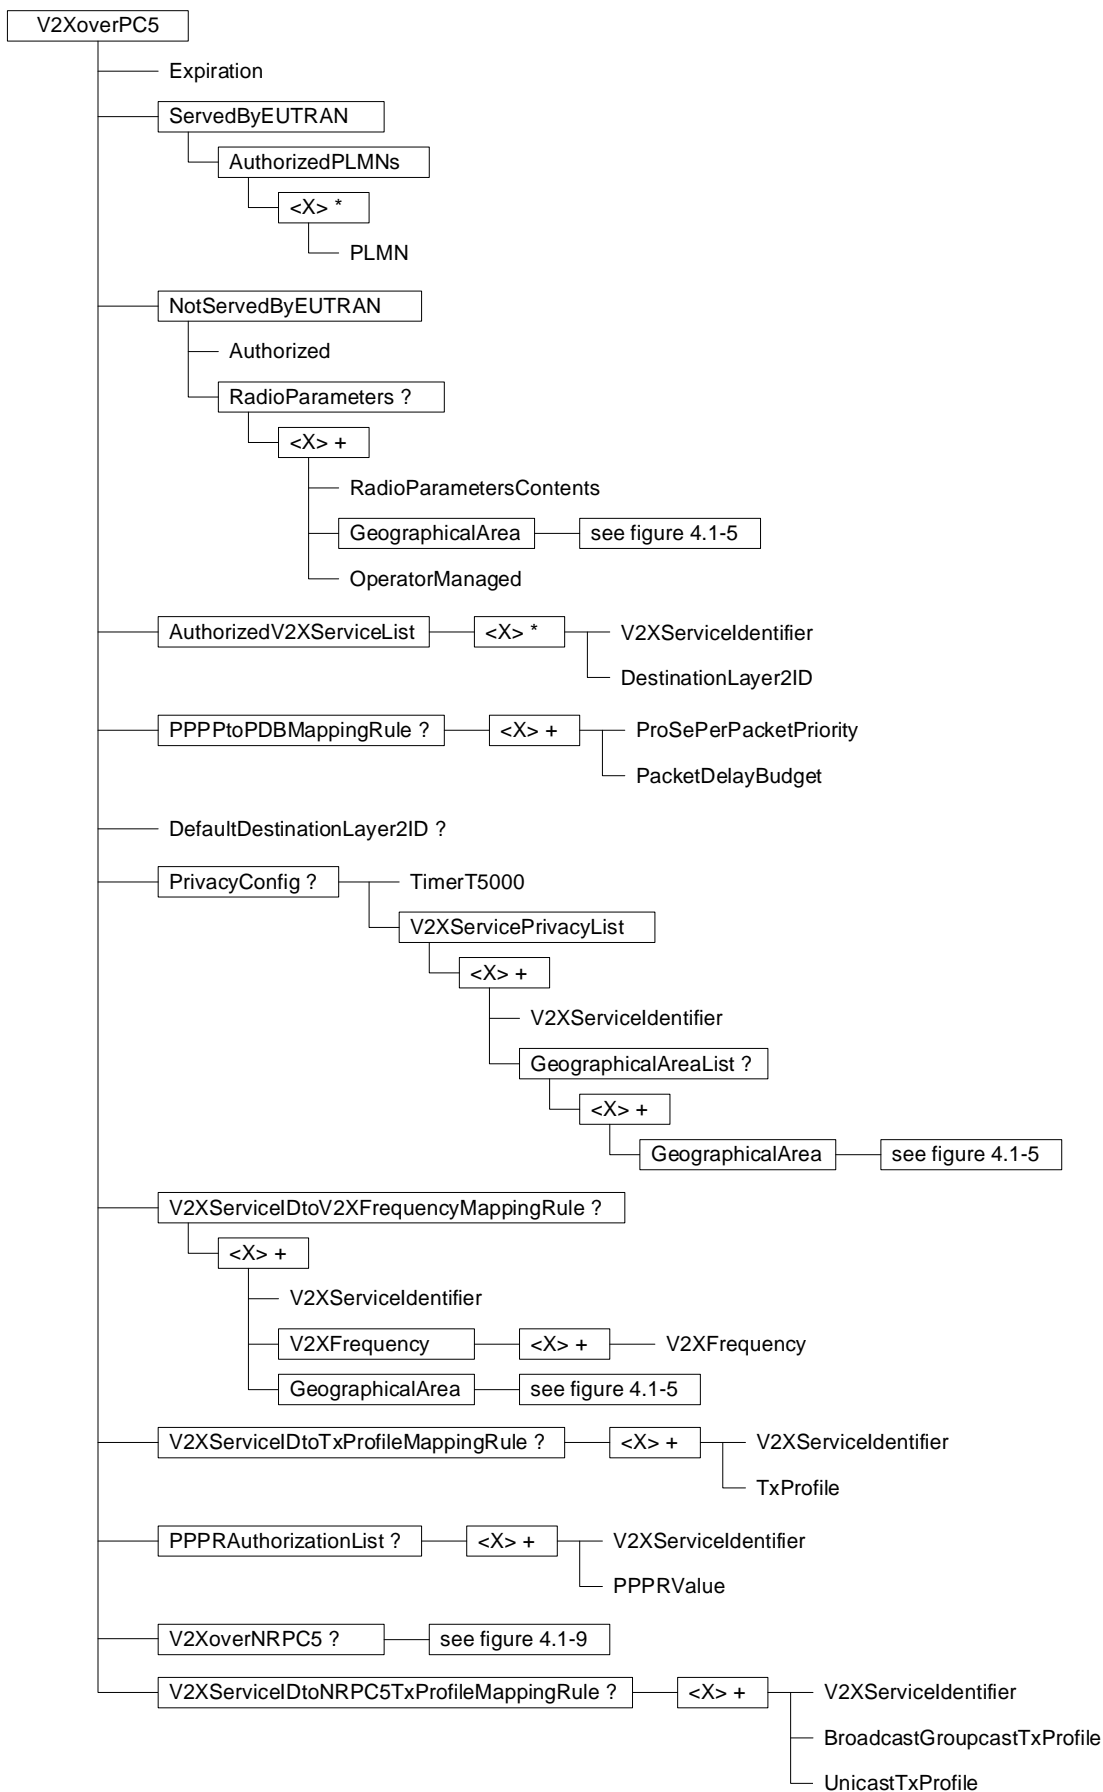 V2XoverPC5
Expiration
ServedByEUTRAN
AuthorizedPLMNs
<X> *
PLMN
NotServedByEUTRAN
Authorized
RadioParameters ?
<X> +
RadioParametersContents
GeographicalArea see figure 4.1-5
OperatorManaged
AuthorizedV2XServiceList <X> * V2XServiceIdentifier
DestinationLayer2ID
PPPPtoPDBMappingRule ? <X> + ProSePerPacketPriority
PacketDelayBudget
DefaultDestinationLayer2ID ?
PrivacyConfig ? TimerT5000
V2XServicePrivacyList
<X> +
V2XServiceIdentifier
GeographicalAreaList ?
<X> +
GeographicalArea see figure 4.1-5
V2XServiceIDtoV2XFrequencyMappingRule ?
<X> +
V2XServiceIdentifier
V2XFrequency <X> + V2XFrequency
GeographicalArea see figure 4.1-5
V2XServiceIDtoTxProfileMappingRule ? <X> + V2XServiceIdentifier
TxProfile
PPPRAuthorizationList ? <X> + V2XServiceIdentifier
PPPRValue
V2XoverNRPC5 ? see figure 4.1-9
V2XServiceIDtoNRPC5TxProfileMappingRule ? <X> + V2XServiceIdentifier
BroadcastGroupcastTxProfile
UnicastTxProfile